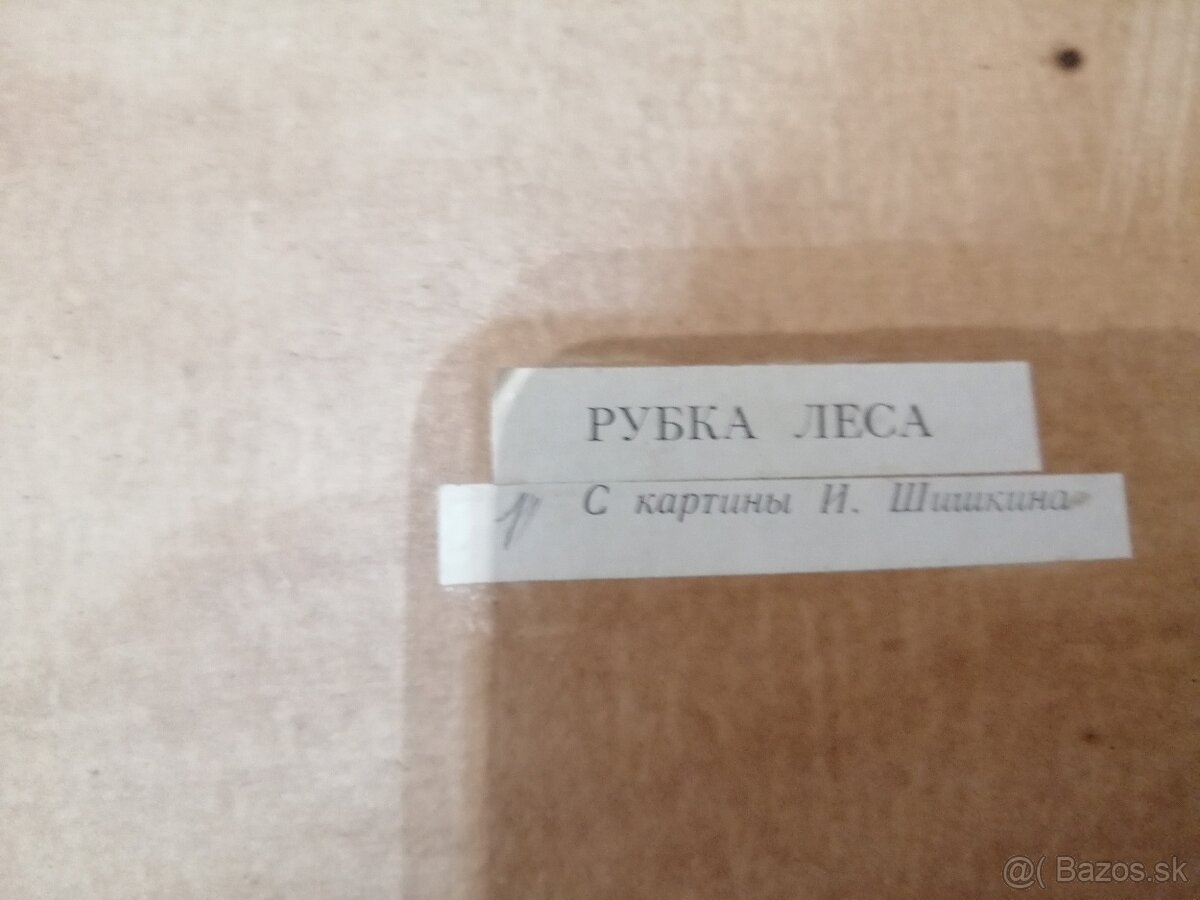 РУБКА ЛЕСА
С картины И. Шишкина
@( Bazos.sk